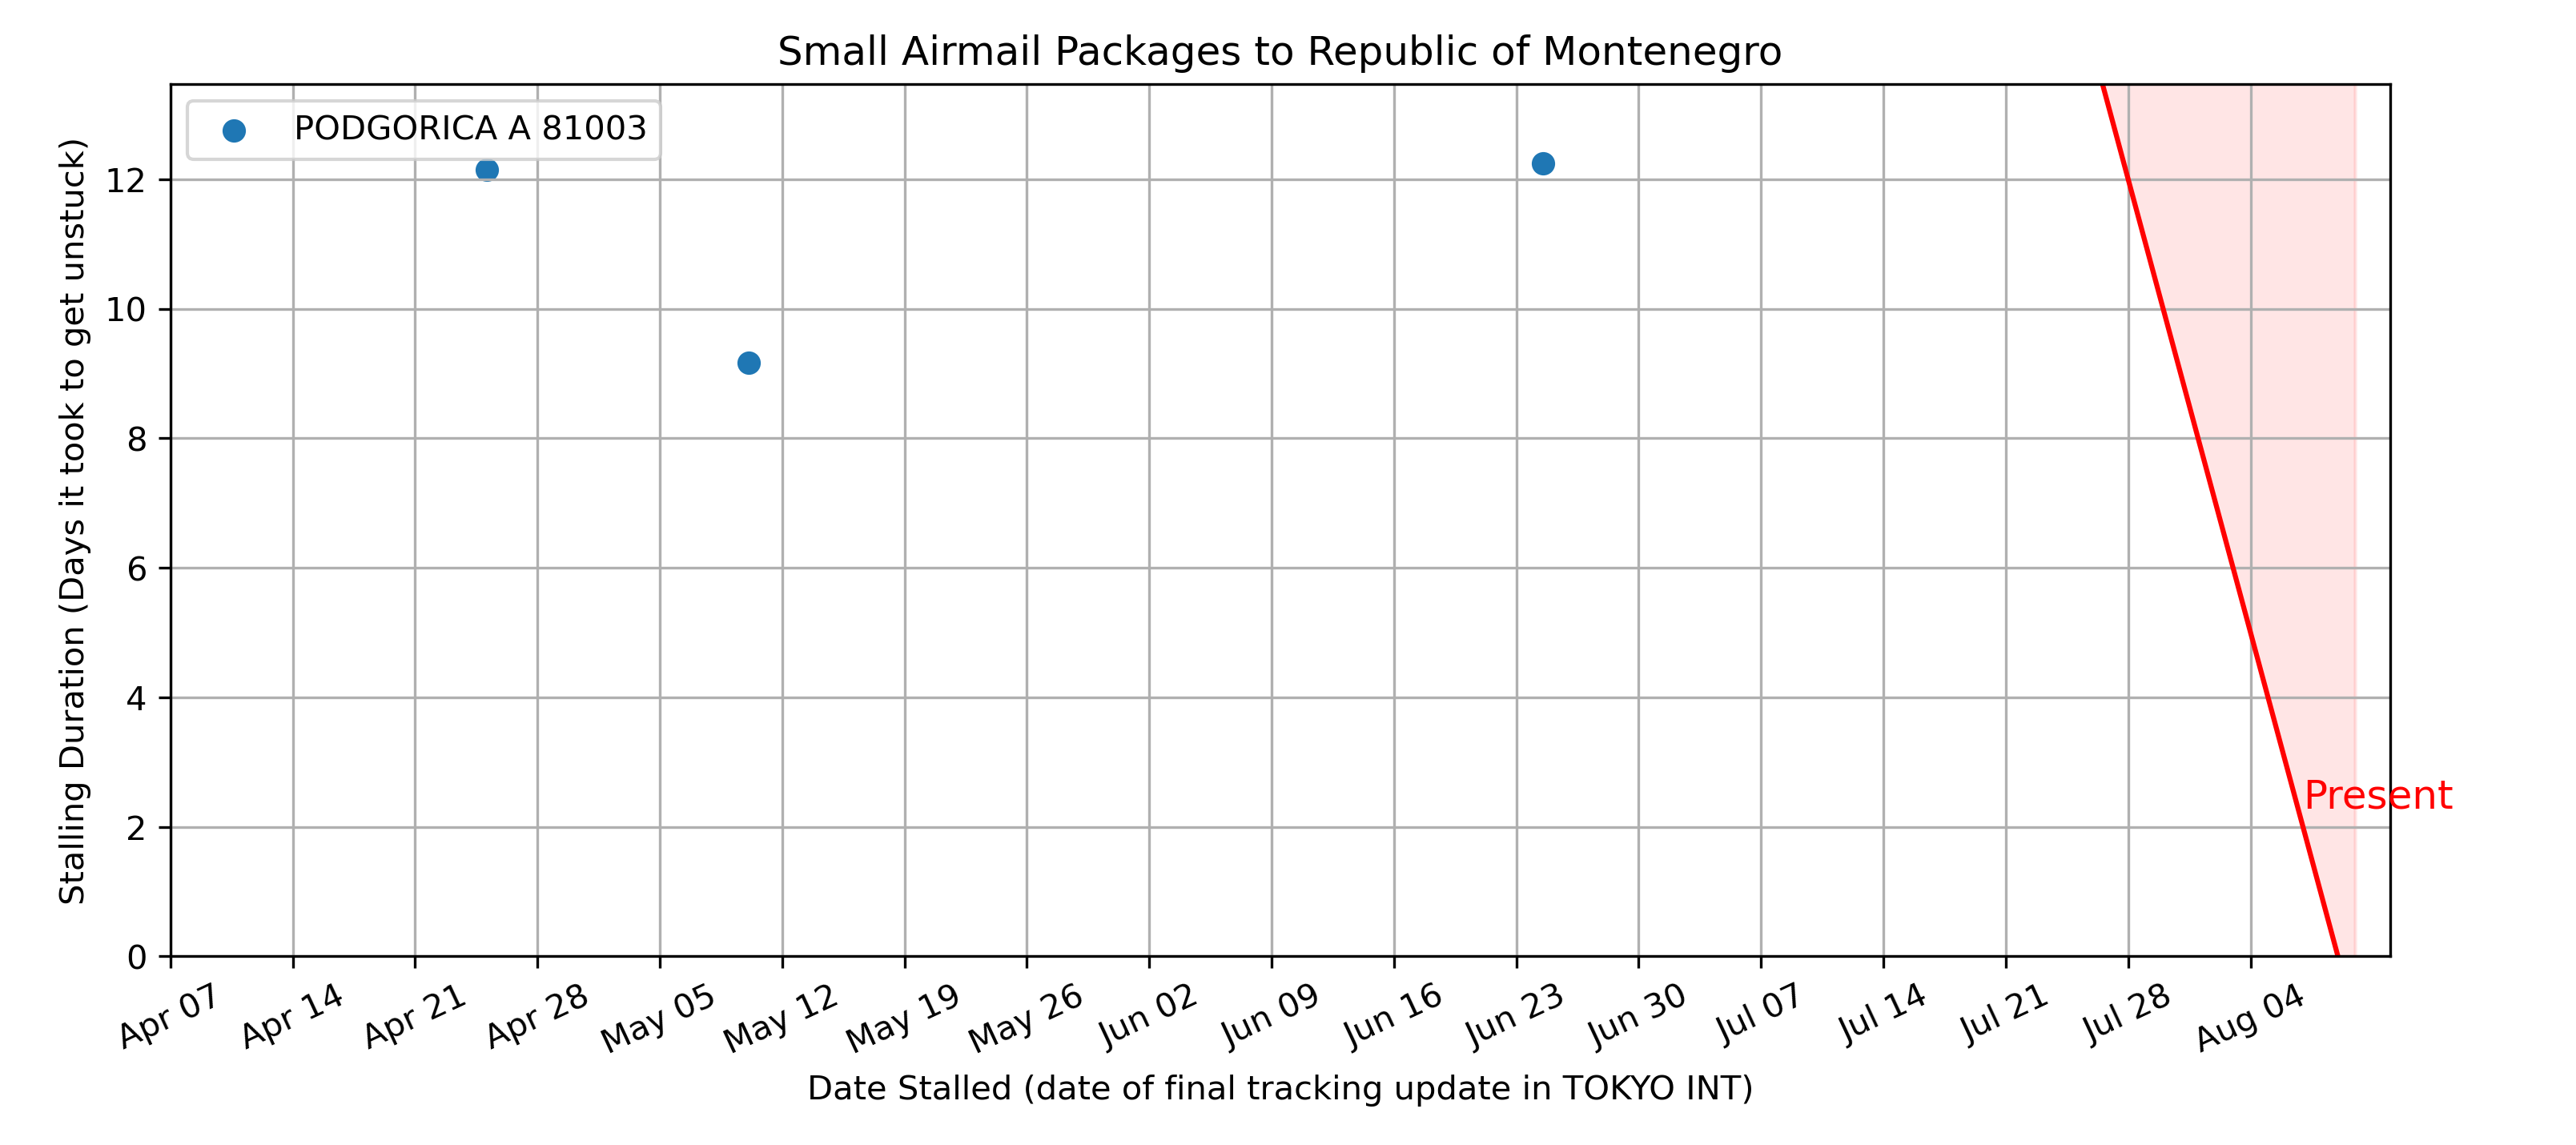 Small Airmail Packages to Republic of Montenegro
PODGORICA A 81003
Stalling Duration (Days it took to get unstuck)
12
10
8
6
4
2
0
Present
Apr 07
Apr 14
Apr 21
Apr 28
May 05
May 12
May 19
May 26
Jun 02
Jun 09
Jun 16
Jun 23
Jun 30
Jul 07
Jul 14
Jul 21
Jul 28
Aug 04
Date Stalled (date of final tracking update in TOKYO INT)